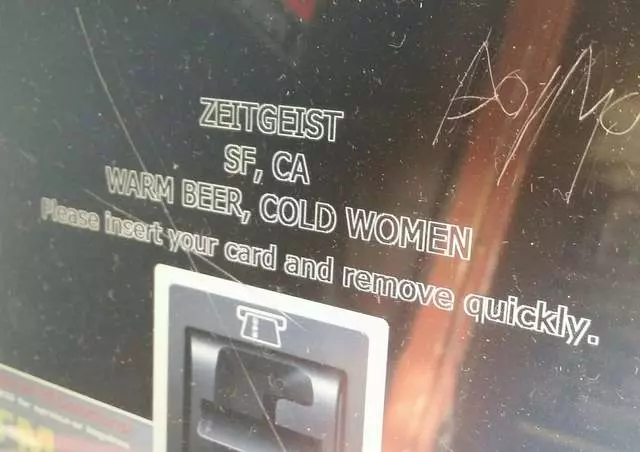 ZEITGEIST
SF, CA
WARM BEER, COLD WOMEN
Please insert your card and remove quickly.